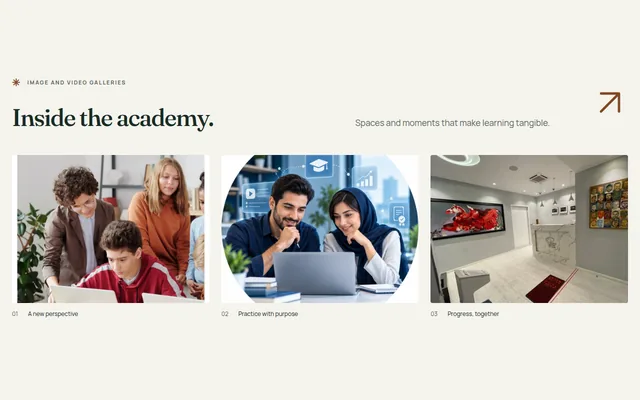 IMAGE AND VIDEO GALLERIES
Inside the academy.
Spaces and moments that make learning tangible.
01 A new perspective
02 Practice with purpose
03 Progress, together